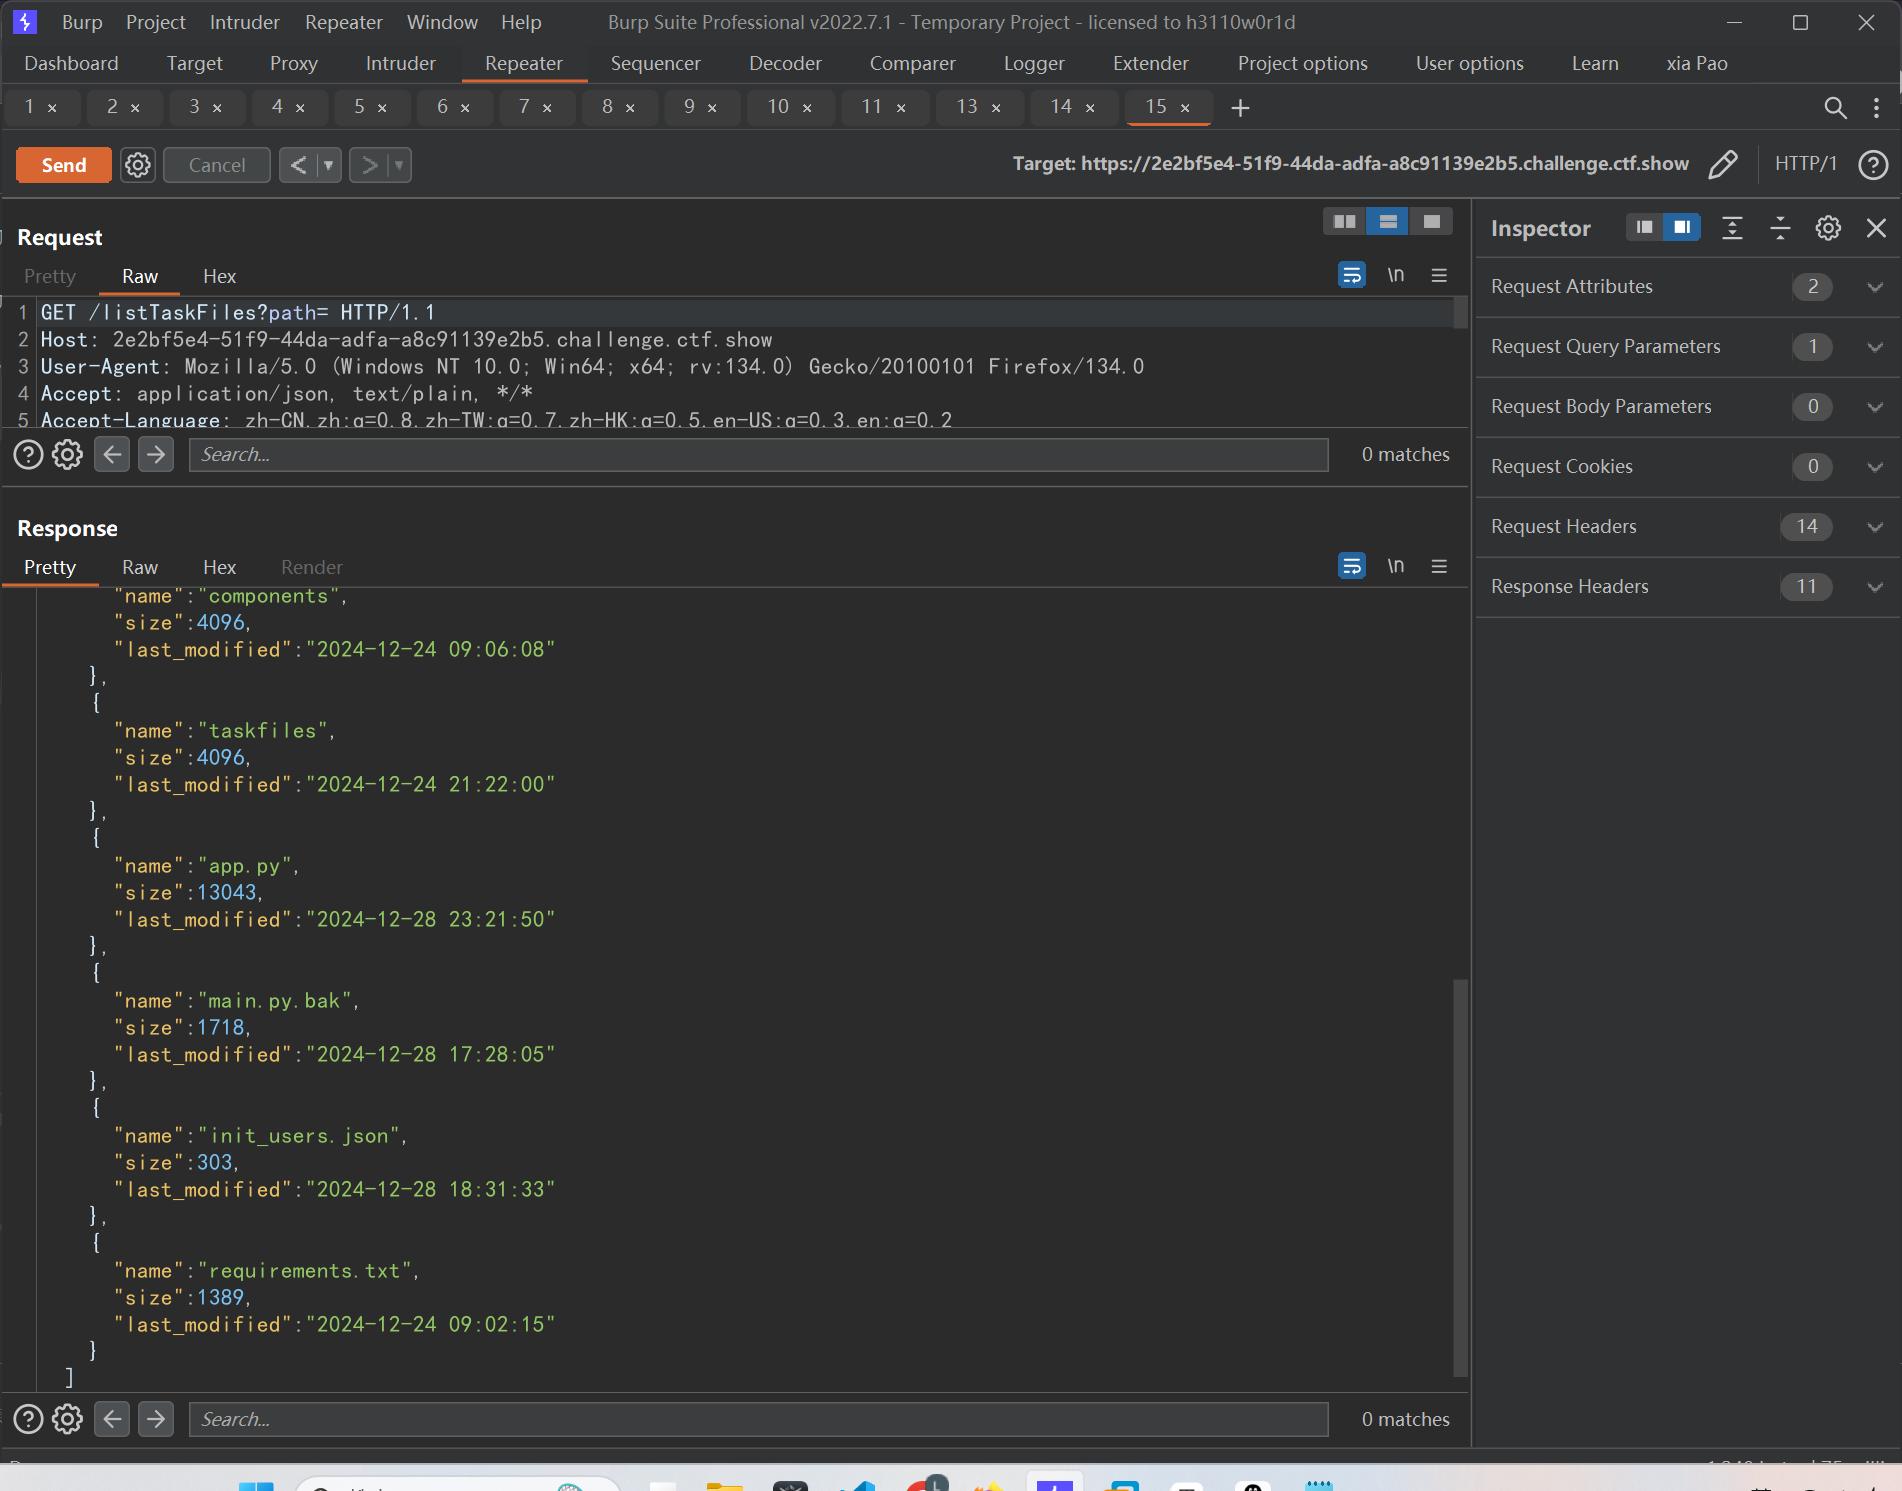 Burp Project Intruder Repeater Window Help Burp Suite Professional v2022.7.1 - Temporary Project - licensed to h3110w0r1d
Dashboard Target Proxy Intruder Repeater Sequencer Decoder Comparer Logger Extender Project options User options Learn xia Pao
1 × 2 × 3 × 4 × 5 × 6 × 7 × 8 × 9 × 10 × 11 × 13 × 14 × 15 × +
Send Cancel < > Target: https://2e2bf5e4-51f9-44da-adfa-a8c91139e2b5.challenge.ctf.show HTTP/1 ?
Request
Pretty Raw Hex \n
1 GET /listTaskFiles?path= HTTP/1.1
2 Host: 2e2bf5e4-51f9-44da-adfa-a8c91139e2b5.challenge.ctf.show
3 User-Agent: Mozilla/5.0 (Windows NT 10.0; Win64; x64; rv:134.0) Gecko/20100101 Firefox/134.0
4 Accept: application/json, text/plain, */*
5 Accept-Language: zh-CN,zh;q=0.8,zh-TW;q=0.7,zh-HK;q=0.5,en-US;q=0.3,en;q=0.2
? Search... 0 matches
Response
Pretty Raw Hex Render \n
"name":"components",
"size":4096,
"last_modified":"2024-12-24 09:06:08"
},
{
"name":"taskfiles",
"size":4096,
"last_modified":"2024-12-24 21:22:00"
},
{
"name":"app.py",
"size":13043,
"last_modified":"2024-12-28 23:21:50"
},
{
"name":"main.py.bak",
"size":1718,
"last_modified":"2024-12-28 17:28:05"
},
{
"name":"init_users.json",
"size":303,
"last_modified":"2024-12-28 18:31:33"
},
{
"name":"requirements.txt",
"size":1389,
"last_modified":"2024-12-24 09:02:15"
}
]
? Search... 0 matches
Inspector
Request Attributes 2
Request Query Parameters 1
Request Body Parameters 0
Request Cookies 0
Request Headers 14
Response Headers 11